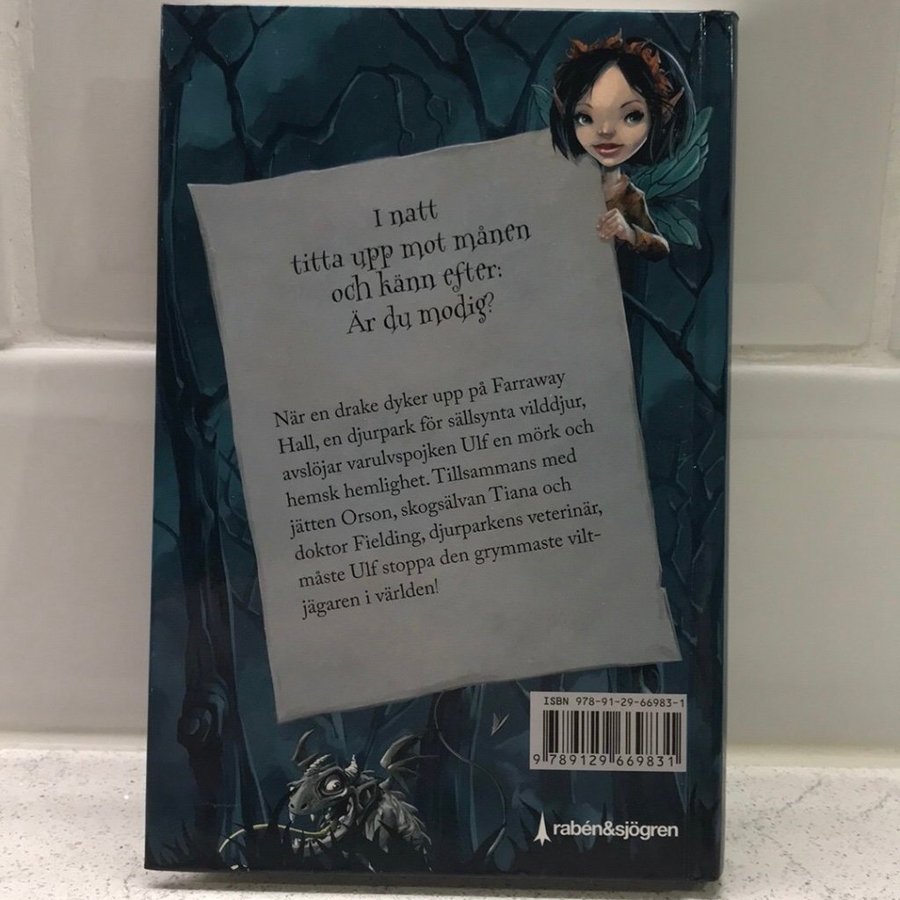 I natt
titta upp mot månen
och känn efter:
Är du modig?
När en drake dyker upp på Farraway
Hall, en djurpark för sällsynta vilddjur,
avslöjar varulvspojken Ulf en mörk och
hemsk hemlighet. Tillsammans med
jätten Orson, skogsälvan Tiana och
doktor Fielding, djurparkens veterinär,
måste Ulf stoppa den grymmaste vilt-
jägaren i världen!
ISBN 978-91-29-66983-1
9 789129 669831
rabén&sjögren